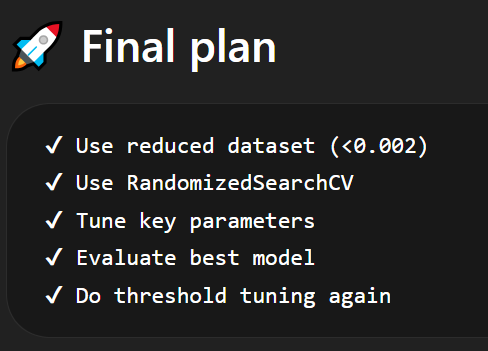 🚀 Final plan
✔ Use reduced dataset (<0.002)
✔ Use RandomizedSearchCV
✔ Tune key parameters
✔ Evaluate best model
✔ Do threshold tuning again